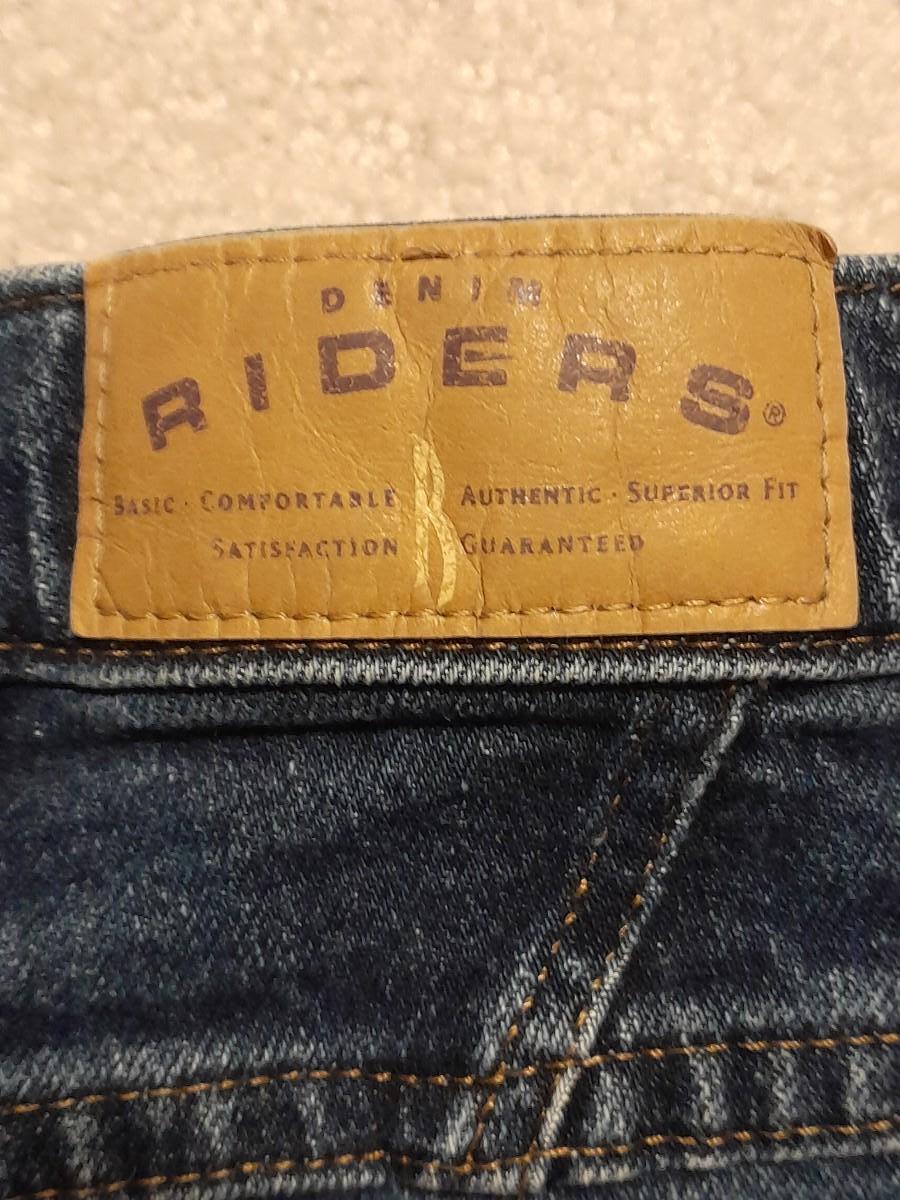 DENIM
RIDERS®
BASIC · COMFORTABLE R AUTHENTIC · SUPERIOR FIT
SATISFACTION GUARANTEED